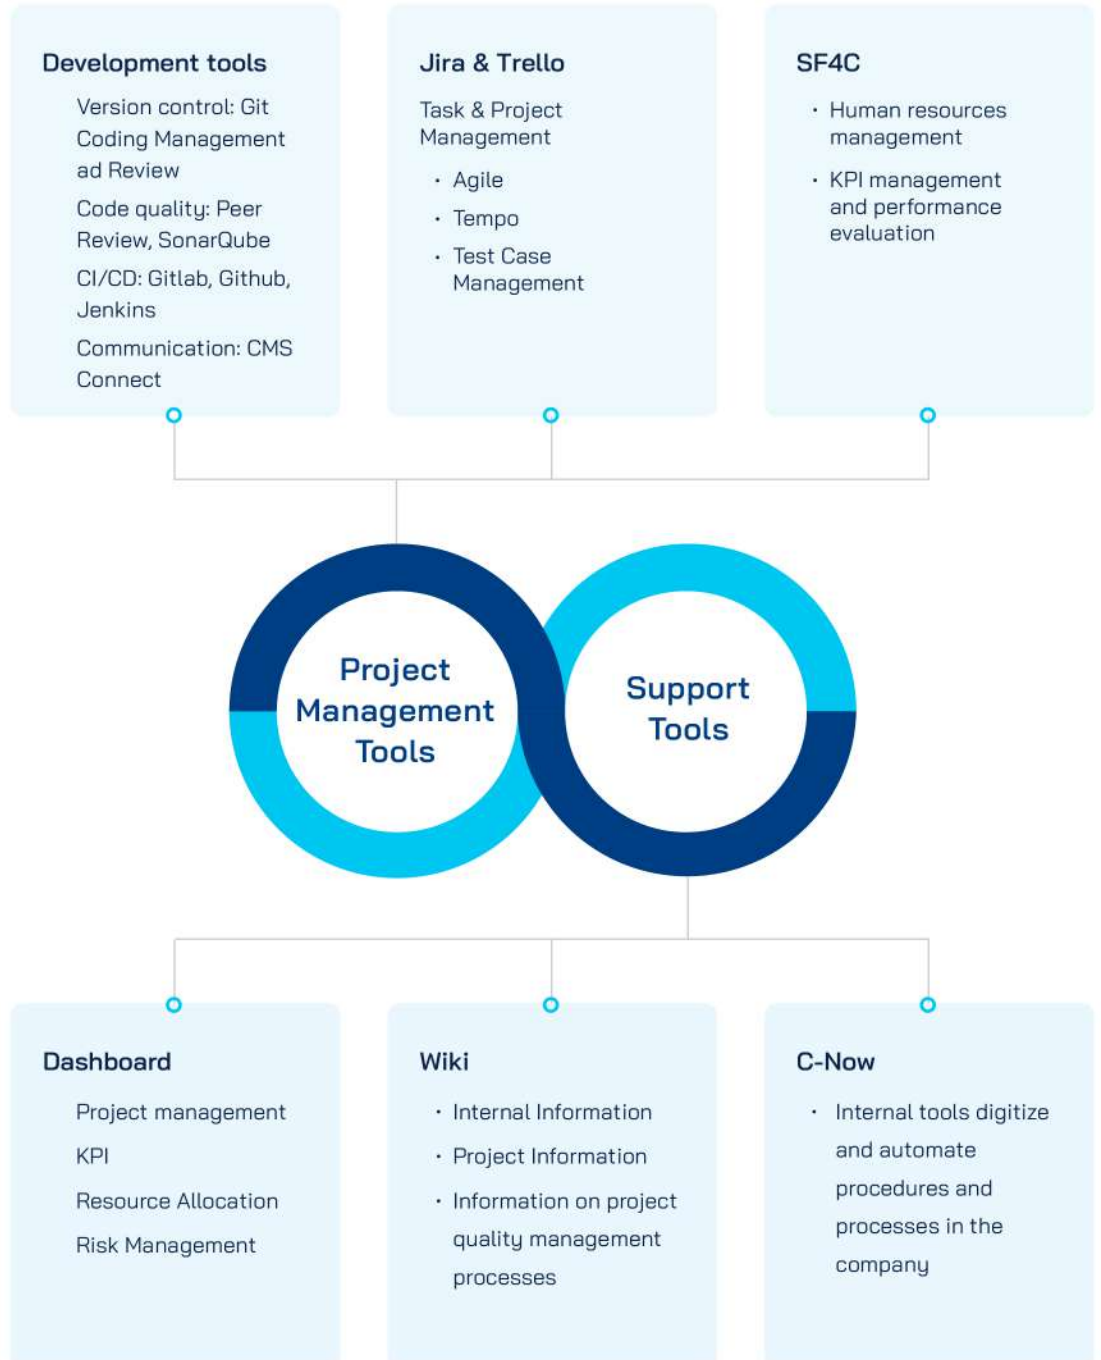 Development tools
Version control: Git
Coding Management
ad Review
Code quality: Peer
Review, SonarQube
CI/CD: Gitlab, Github,
Jenkins
Communication: CMS
Connect
Jira & Trello
Task & Project
Management
· Agile
· Tempo
· Test Case
Management
SF4C
· Human resources
management
· KPI management
and performance
evaluation
Project
Management
Tools
Support
Tools
Dashboard
Project management
KPI
Resource Allocation
Risk Management
Wiki
· Internal Information
· Project Information
· Information on project
quality management
processes
C-Now
· Internal tools digitize
and automate
procedures and
processes in the
company